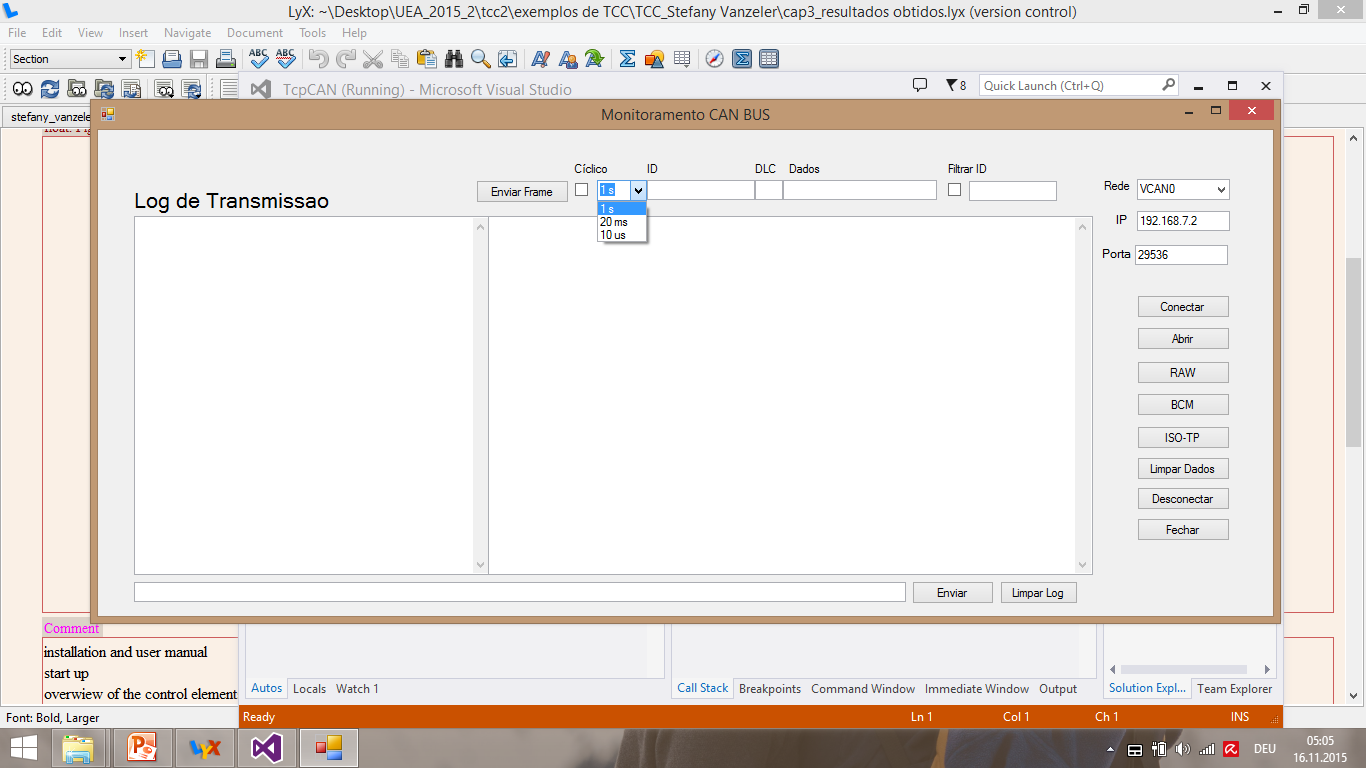 LyX: ~\Desktop\UEA_2015_2\tcc2\exemplos de TCC\TCC_Stefany Vanzeler\cap3_resultados obtidos.lyx (version control)
File Edit View Insert Navigate Document Tools Help
Section
ABC ABC
TcpCAN (Running) - Microsoft Visual Studio
8
Quick Launch (Ctrl+Q)
stefany_vanzele
Monitoramento CAN BUS
Cíclico ID DLC Dados Filtrar ID
Enviar Frame
1 s
Log de Transmissao
1 s
20 ms
10 us
Rede VCAN0
IP 192.168.7.2
Porta 29536
Conectar
Abrir
RAW
BCM
ISO-TP
Limpar Dados
Desconectar
Fechar
Enviar Limpar Log
Comment
installation and user manual
start up
overwiew of the control element
Autos Locals Watch 1
Call Stack Breakpoints Command Window Immediate Window Output
Solution Expl... Team Explorer
Font: Bold, Larger
Ready Ln 1 Col 1 Ch 1 INS
DEU
05:05
16.11.2015